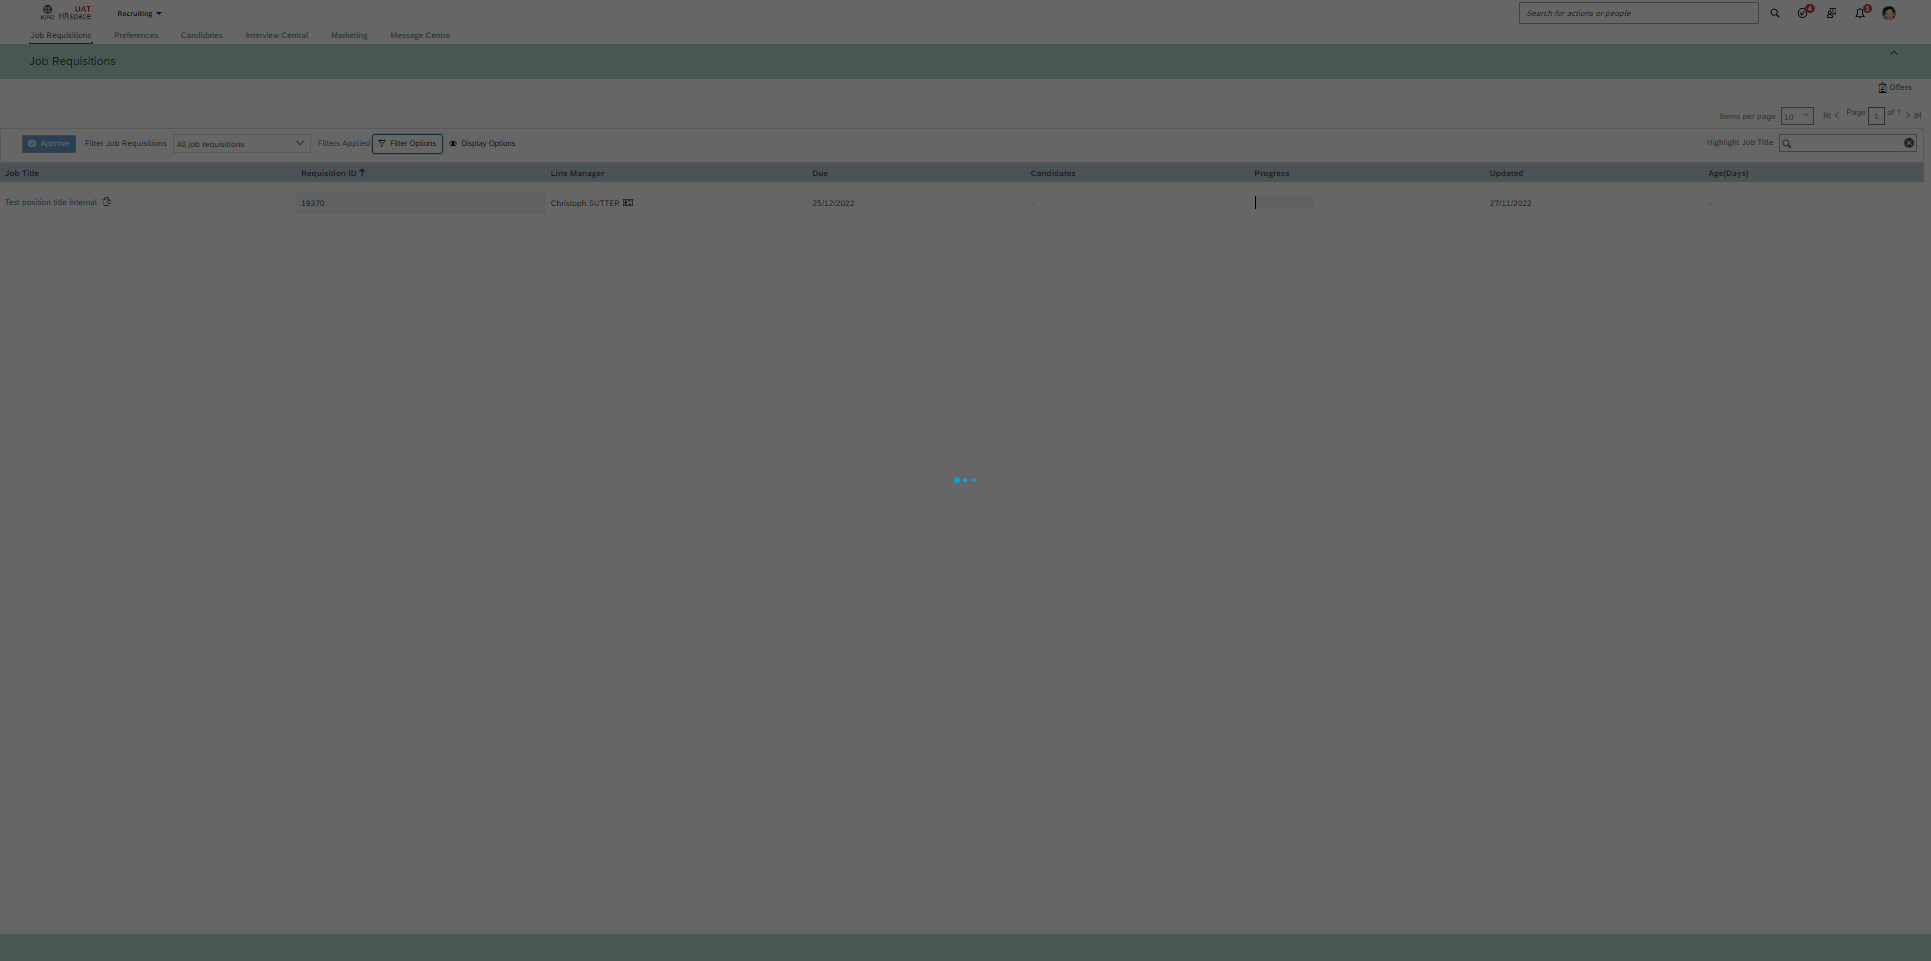 UAT
ICRC HRspace
Recruiting
Search for actions or people
4
1
Job Requisitions
Preferences
Candidates
Interview Central
Marketing
Message Centre
Job Requisitions
Offers
Items per page 10 Page 1 of 1
Approve
Filter Job Requisitions
All job requisitions
Filters Applied
Filter Options
Display Options
Highlight Job Title
Job Title Requisition ID Line Manager Due Candidates Progress Updated Age(Days)
Test position title internal 19370 Christoph SUTTER 25/12/2022 - 27/11/2022 -